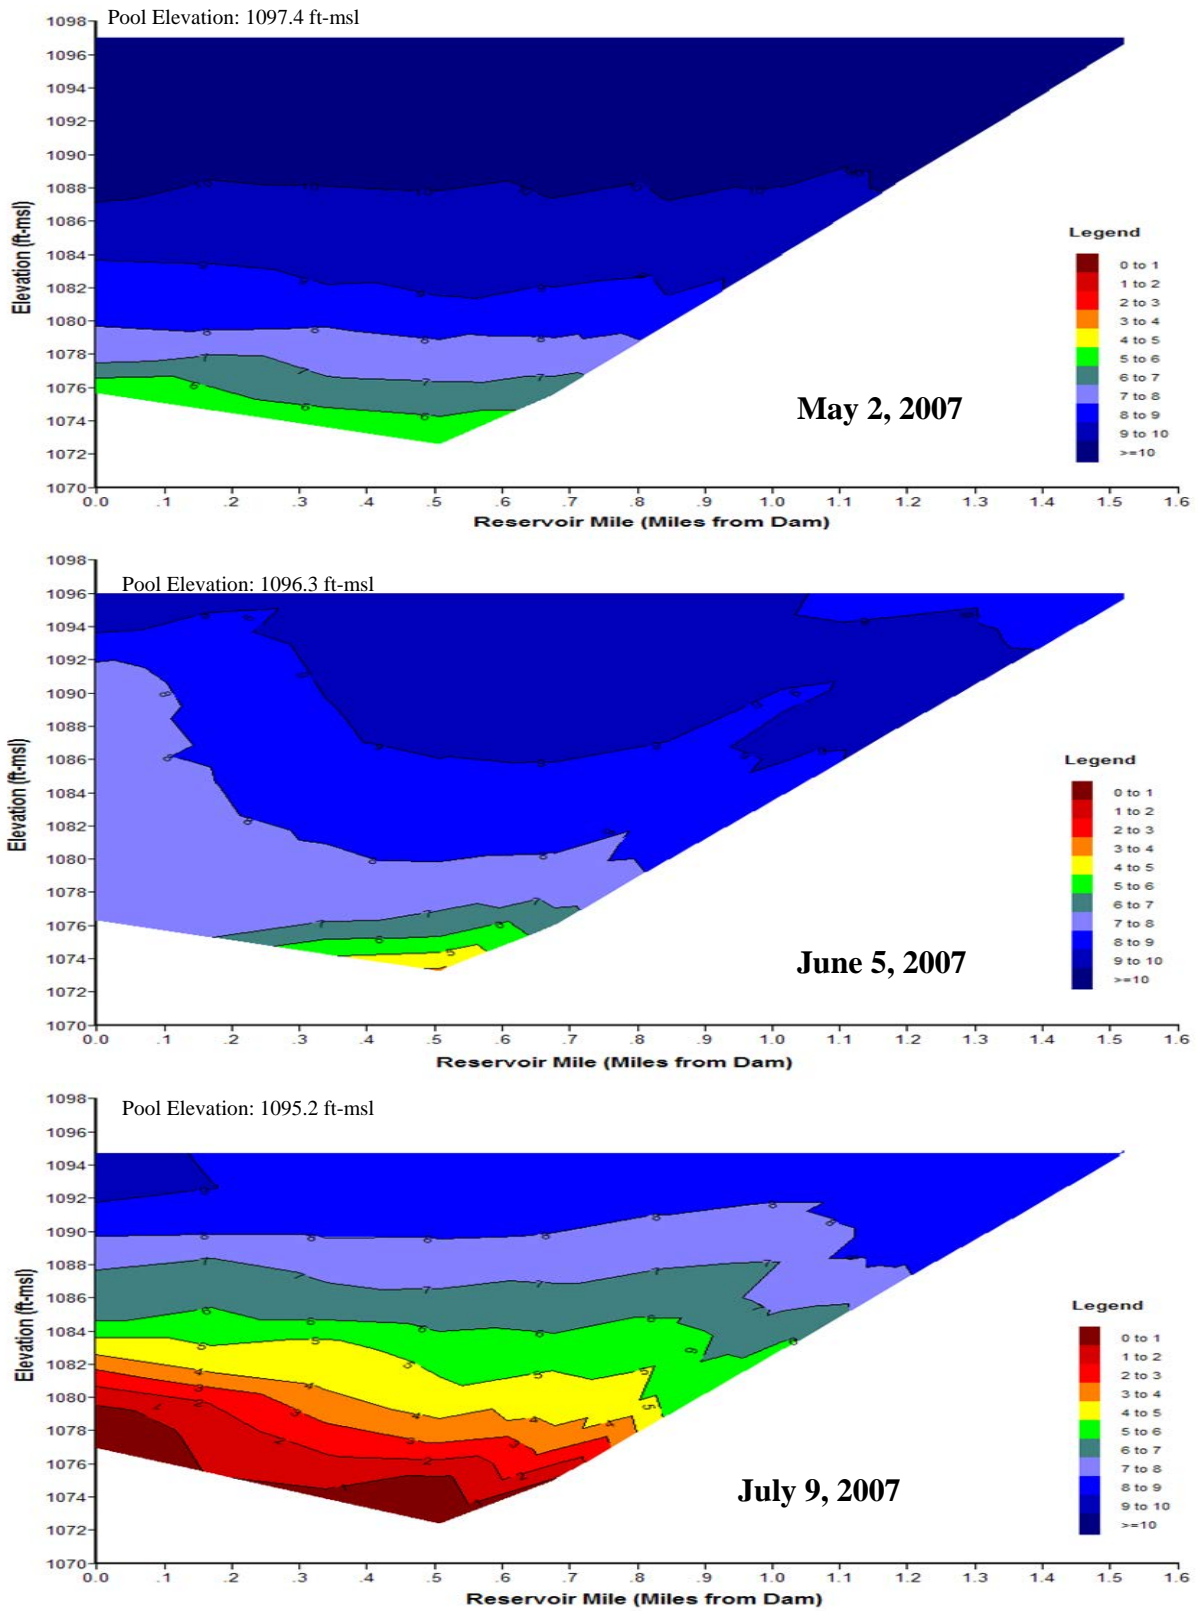 Pool Elevation: 1097.4 ft-msl
1098
1096
1094
1092
1090
1088
1086
1084
1082
1080
1078
1076
1074
1072
1070
Elevation (ft-msl)
Legend
0 to 1
1 to 2
2 to 3
3 to 4
4 to 5
5 to 6
6 to 7
7 to 8
8 to 9
9 to 10
>=10
May 2, 2007
0.0 .1 .2 .3 .4 .5 .6 .7 .8 .9 1.0 1.1 1.2 1.3 1.4 1.5 1.6
Reservoir Mile (Miles from Dam)
Pool Elevation: 1096.3 ft-msl
1098
1096
1094
1092
1090
1088
1086
1084
1082
1080
1078
1076
1074
1072
1070
Elevation (ft-msl)
Legend
0 to 1
1 to 2
2 to 3
3 to 4
4 to 5
5 to 6
6 to 7
7 to 8
8 to 9
9 to 10
>=10
June 5, 2007
0.0 .1 .2 .3 .4 .5 .6 .7 .8 .9 1.0 1.1 1.2 1.3 1.4 1.5 1.6
Reservoir Mile (Miles from Dam)
Pool Elevation: 1095.2 ft-msl
1098
1096
1094
1092
1090
1088
1086
1084
1082
1080
1078
1076
1074
1072
1070
Elevation (ft-msl)
Legend
0 to 1
1 to 2
2 to 3
3 to 4
4 to 5
5 to 6
6 to 7
7 to 8
8 to 9
9 to 10
>=10
July 9, 2007
0.0 .1 .2 .3 .4 .5 .6 .7 .8 .9 1.0 1.1 1.2 1.3 1.4 1.5 1.6
Reservoir Mile (Miles from Dam)